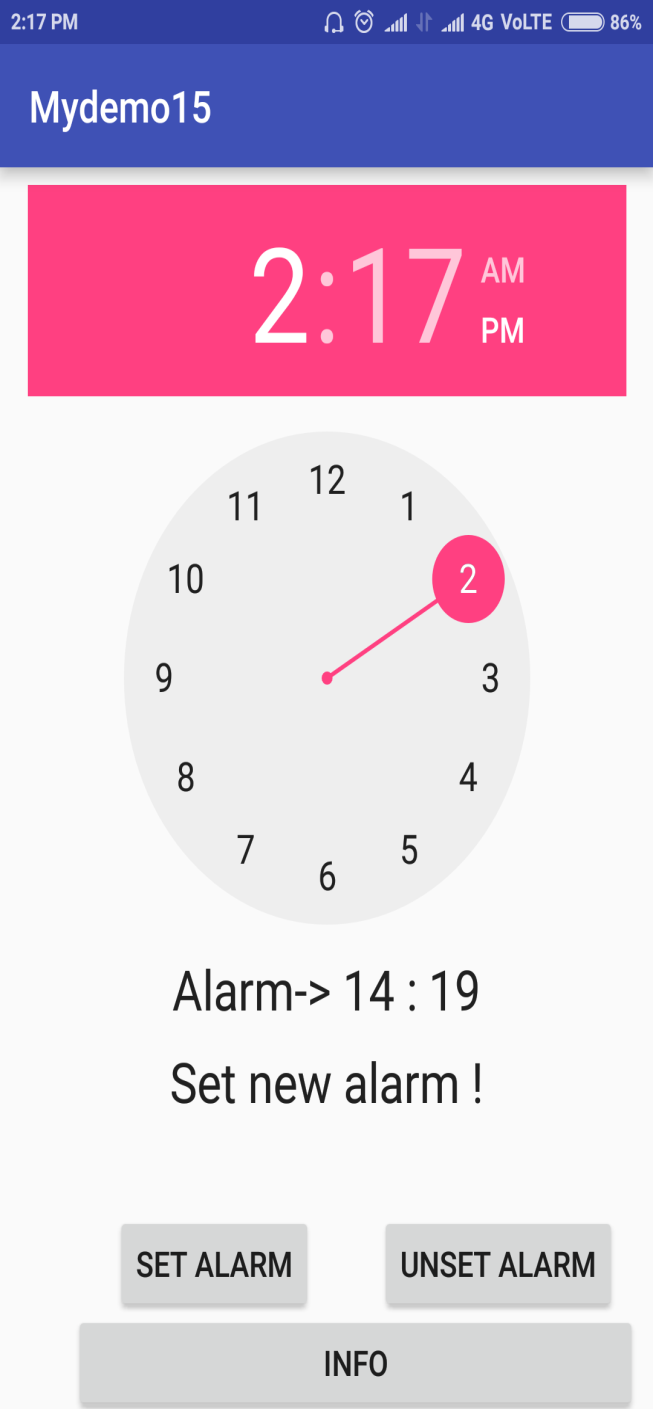 2:17 PM 4G VoLTE 86%
Mydemo15
2:17 AM
PM
12
11 1
10 2
9 3
8 4
7 5
6
Alarm-> 14 : 19
Set new alarm !
SET ALARM UNSET ALARM
INFO